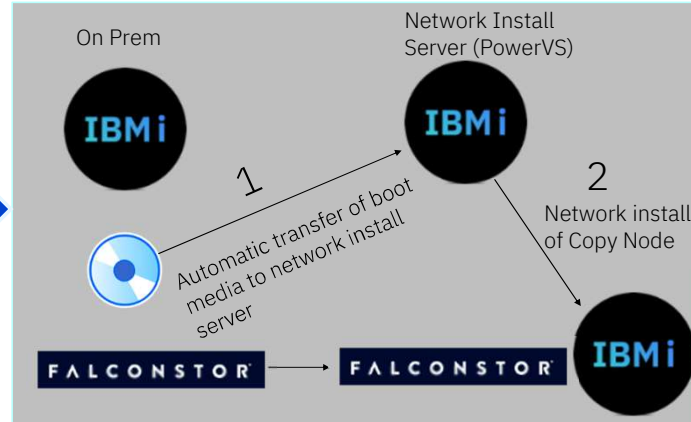 On Prem
Network Install
Server (PowerVS)
IBM i
IBM i
1
Automatic transfer of boot
media to network install
server
2
Network install
of Copy Node
FALCONSTOR
FALCONSTOR
IBM i